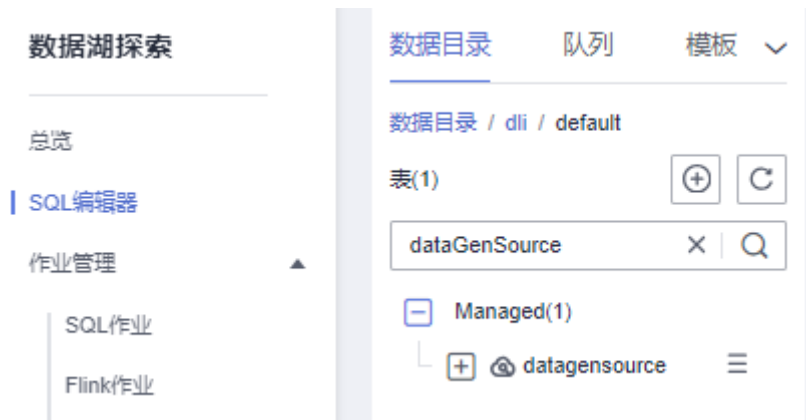 数据湖探索
总览
SQL编辑器
作业管理
SQL作业
Flink作业
数据目录 队列 模板
数据目录 / dli / default
表(1)
dataGenSource
Managed(1)
datagensource